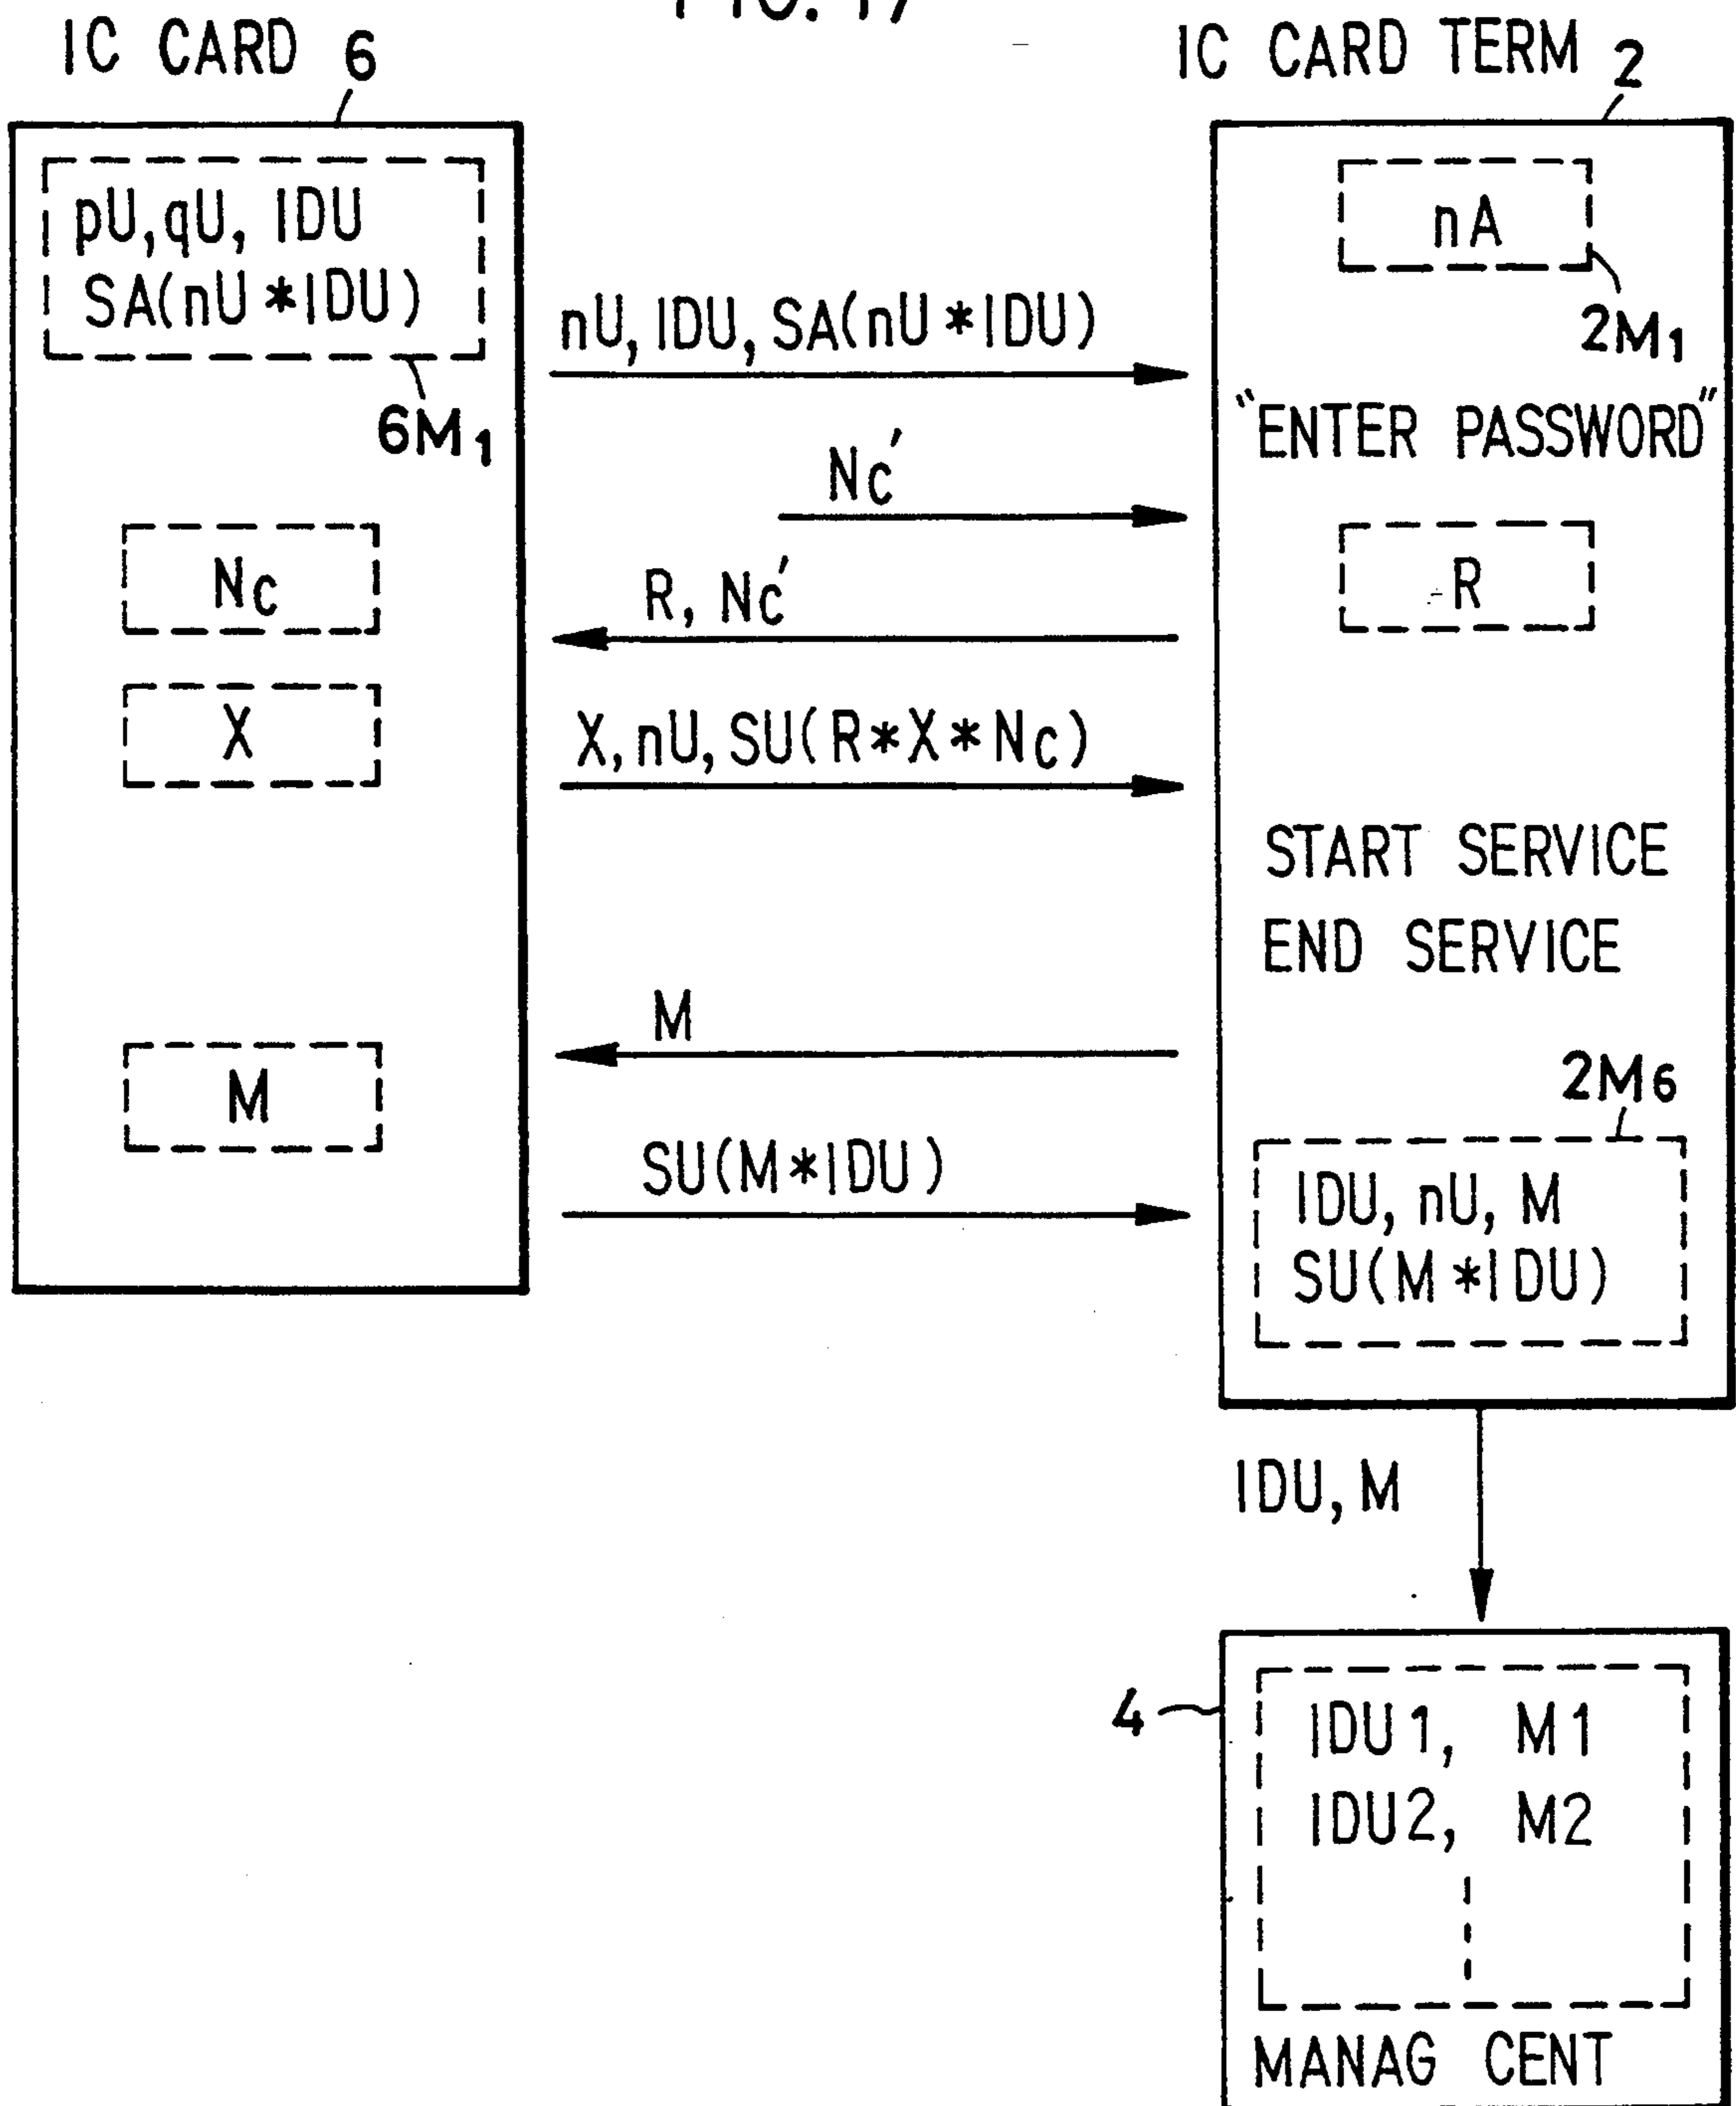 FIG. 17
IC CARD 6
IC CARD TERM 2
pU, qU, IDU
SA(nU*IDU)
6M1
nA
2M1
nU, IDU, SA(nU*IDU)
"ENTER PASSWORD"
Nc'
Nc
R
R, Nc'
X
X, nU, SU(R*X*Nc)
START SERVICE
END SERVICE
M
M
2M6
SU(M*IDU)
IDU, nU, M
SU(M*IDU)
IDU, M
4
IDU1, M1
IDU2, M2
MANAG CENT